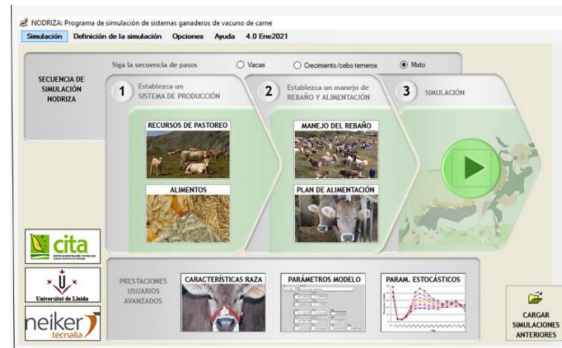 NODRIZA: Programa de simulación de sistemas ganaderos de vacuno de carne
Simulación Definición de la simulación Opciones Ayuda 4.0 Ene2021
Siga la secuencia de pasos Vacas Crecimiento/cebo terneros Mixto
SECUENCIA DE
SIMULACIÓN
NODRIZA
1 Establezca un
SISTEMA DE PRODUCCIÓN
2 Establezca un manejo de
REBAÑO Y ALIMENTACIÓN
3 SIMULACIÓN
RECURSOS DE PASTOREO
MANEJO DEL REBAÑO
ALIMENTOS
PLAN DE ALIMENTACIÓN
cita
Universitat de Lleida
neiker
tecnalia
PRESTACIONES
USUARIOS
AVANZADOS
CARACTERÍSTICAS RAZA
PARÁMETROS MODELO
PARAM. ESTOCÁSTICOS
CARGAR
SIMULACIONES
ANTERIORES